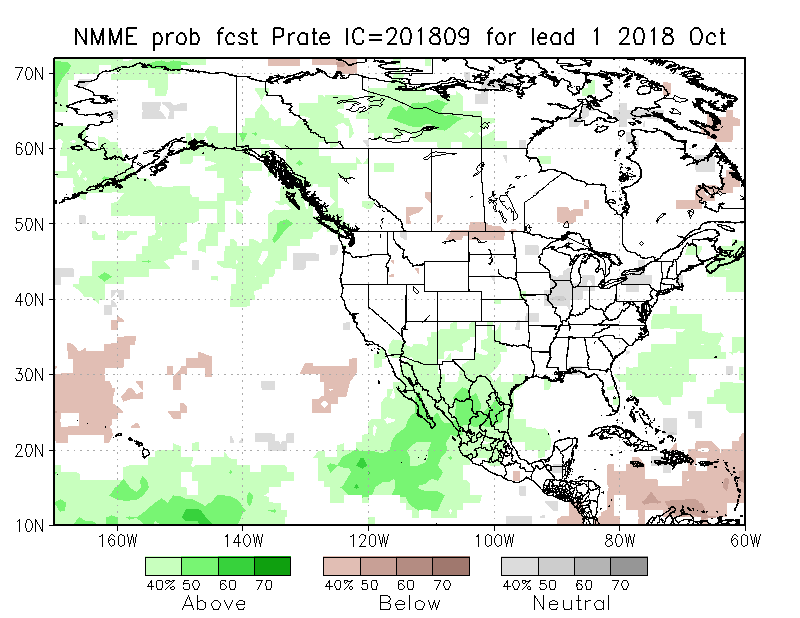 NMME prob fcst Prate IC=201809 for lead 1 2018 Oct
70N
60N
50N
40N
30N
20N
10N
160W 140W 120W 100W 80W 60W
40% 50 60 70 40% 50 60 70 40% 50 60 70
Above Below Neutral